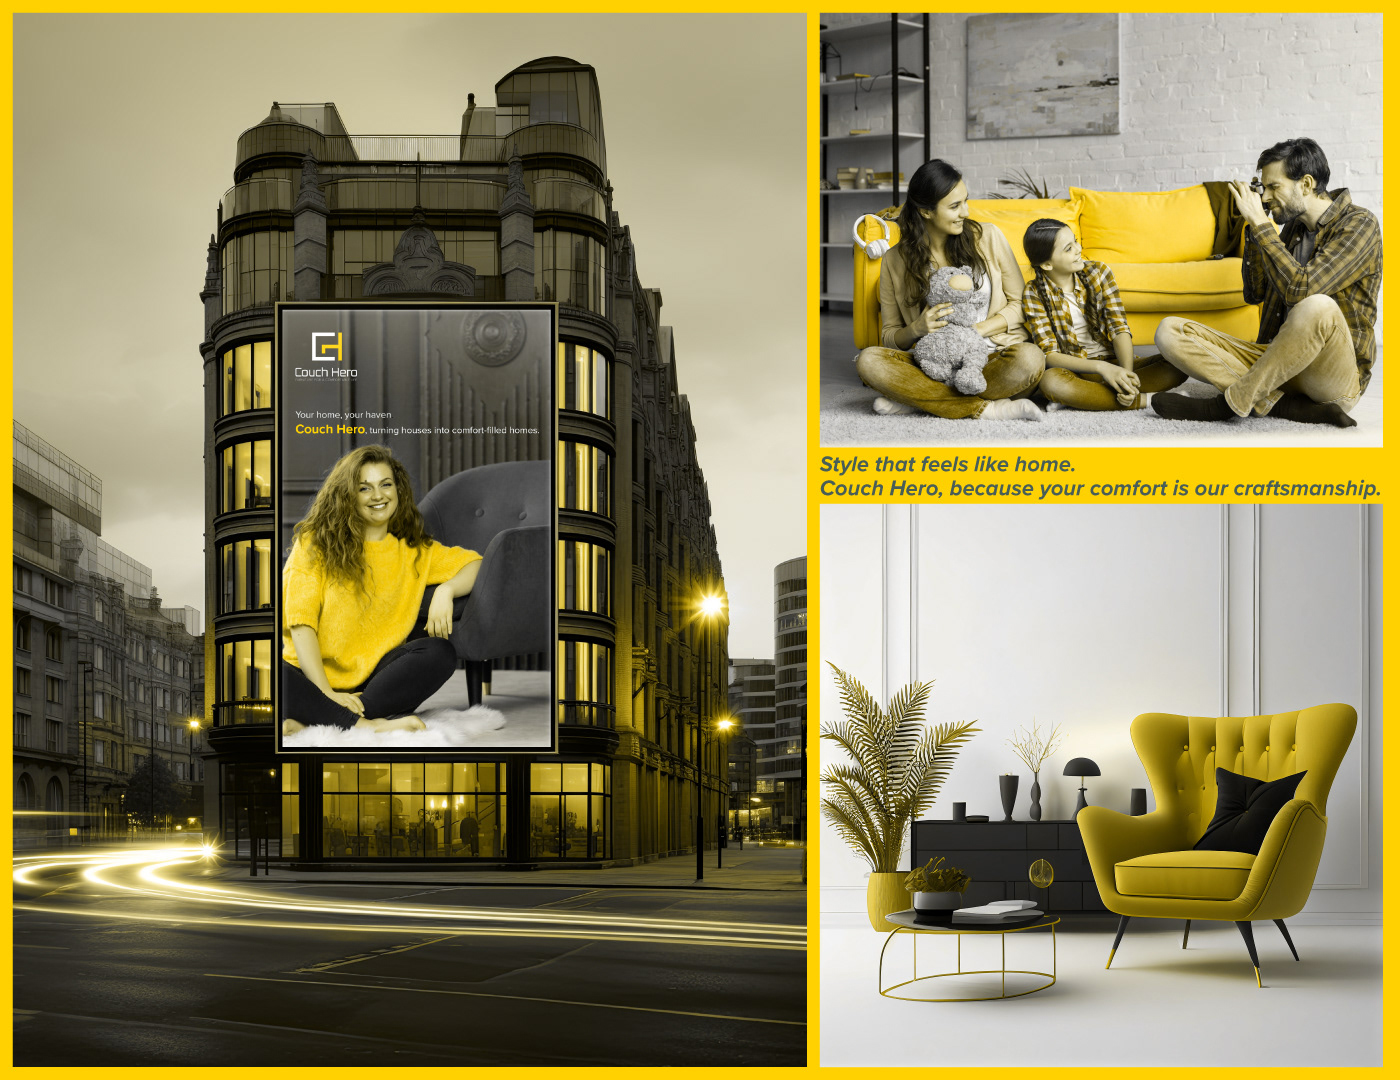 Couch Hero
Your home, your haven
Couch Hero, turning houses into comfort-filled homes.
Style that feels like home.
Couch Hero, because your comfort is our craftsmanship.